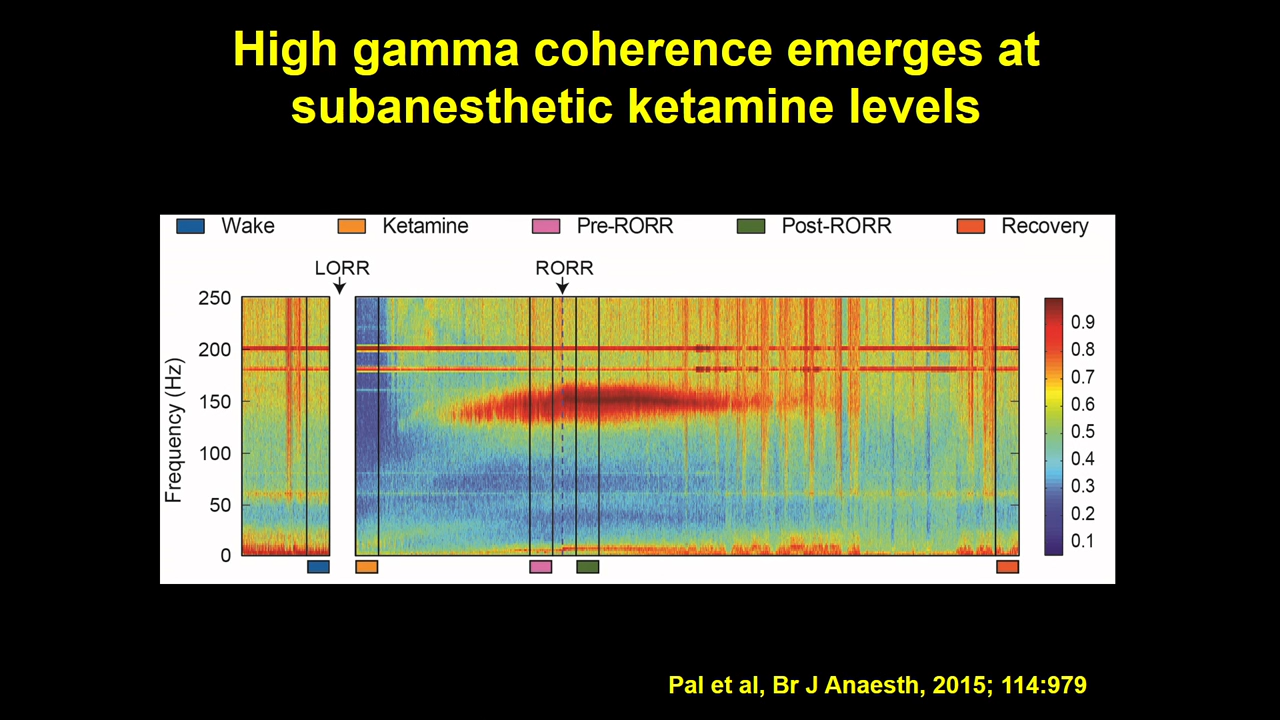 High gamma coherence emerges at
subanesthetic ketamine levels
Wake Ketamine Pre-RORR Post-RORR Recovery
LORR RORR
Frequency (Hz)
250
200
150
100
50
0
0.9
0.8
0.7
0.6
0.5
0.4
0.3
0.2
0.1
Pal et al, Br J Anaesth, 2015; 114:979